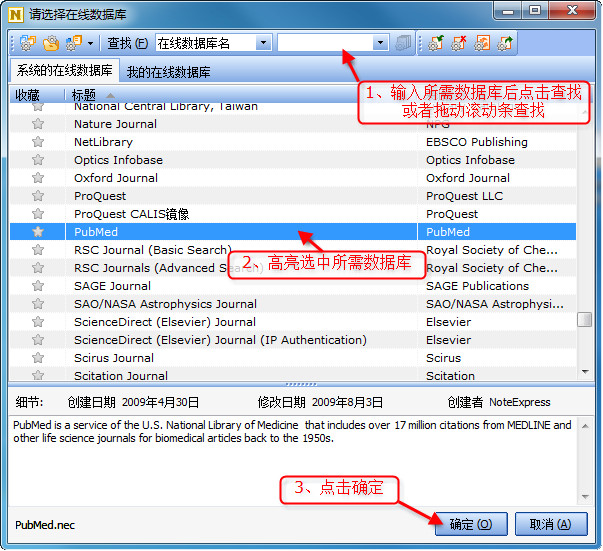 请选择在线数据库
查找 (F) 在线数据库名
系统的在线数据库 我的在线数据库
收藏 标题
1、输入所需数据库后点击查找
或者拖动滚动条查找
National Central Library, Taiwan
Nature Journal NPG
NetLibrary EBSCO Publishing
Optics Infobase Optics Infobase
Oxford Journal Oxford Journal
ProQuest ProQuest LLC
ProQuest CALIS镜像 ProQuest
PubMed PubMed
2、高亮选中所需数据库
RSC Journal (Basic Search) Royal Society of Che...
RSC Journals (Advanced Search) Royal Society of Che...
SAGE Journal SAGE Publications
SAO/NASA Astrophysics Journal SAO/NASA Astrophysics...
ScienceDirect (Elsevier) Journal Elsevier
ScienceDirect (Elsevier) Journal (IP Authentication) Elsevier
Scirus Journal Scirus
Scitation Journal Scitation
细节: 创建日期 2009年4月30日 修改日期 2009年8月3日 创建者 NoteExpress
PubMed is a service of the U.S. National Library of Medicine that includes over 17 million citations from MEDLINE and
other life science journals for biomedical articles back to the 1950s.
3、点击确定
PubMed.nec 确定 (O) 取消 (A)